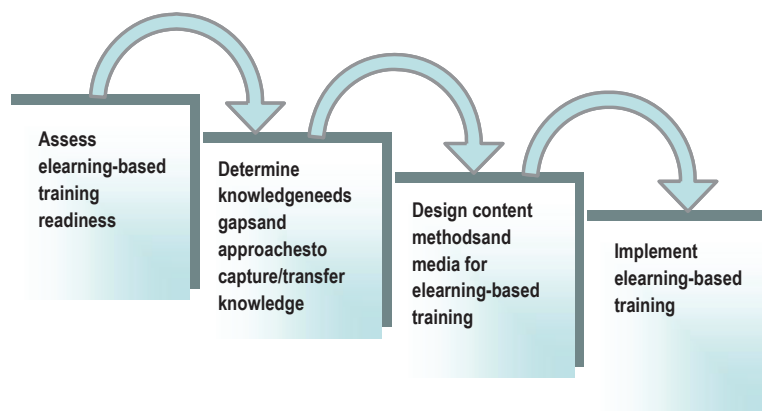 Assess
elearning-based
training
readiness
Determine
knowledgeneeds
gapsand
approachesto
capture/transfer
knowledge
Design content
methodsand
media for
elearning-based
training
Implement
elearning-based
training